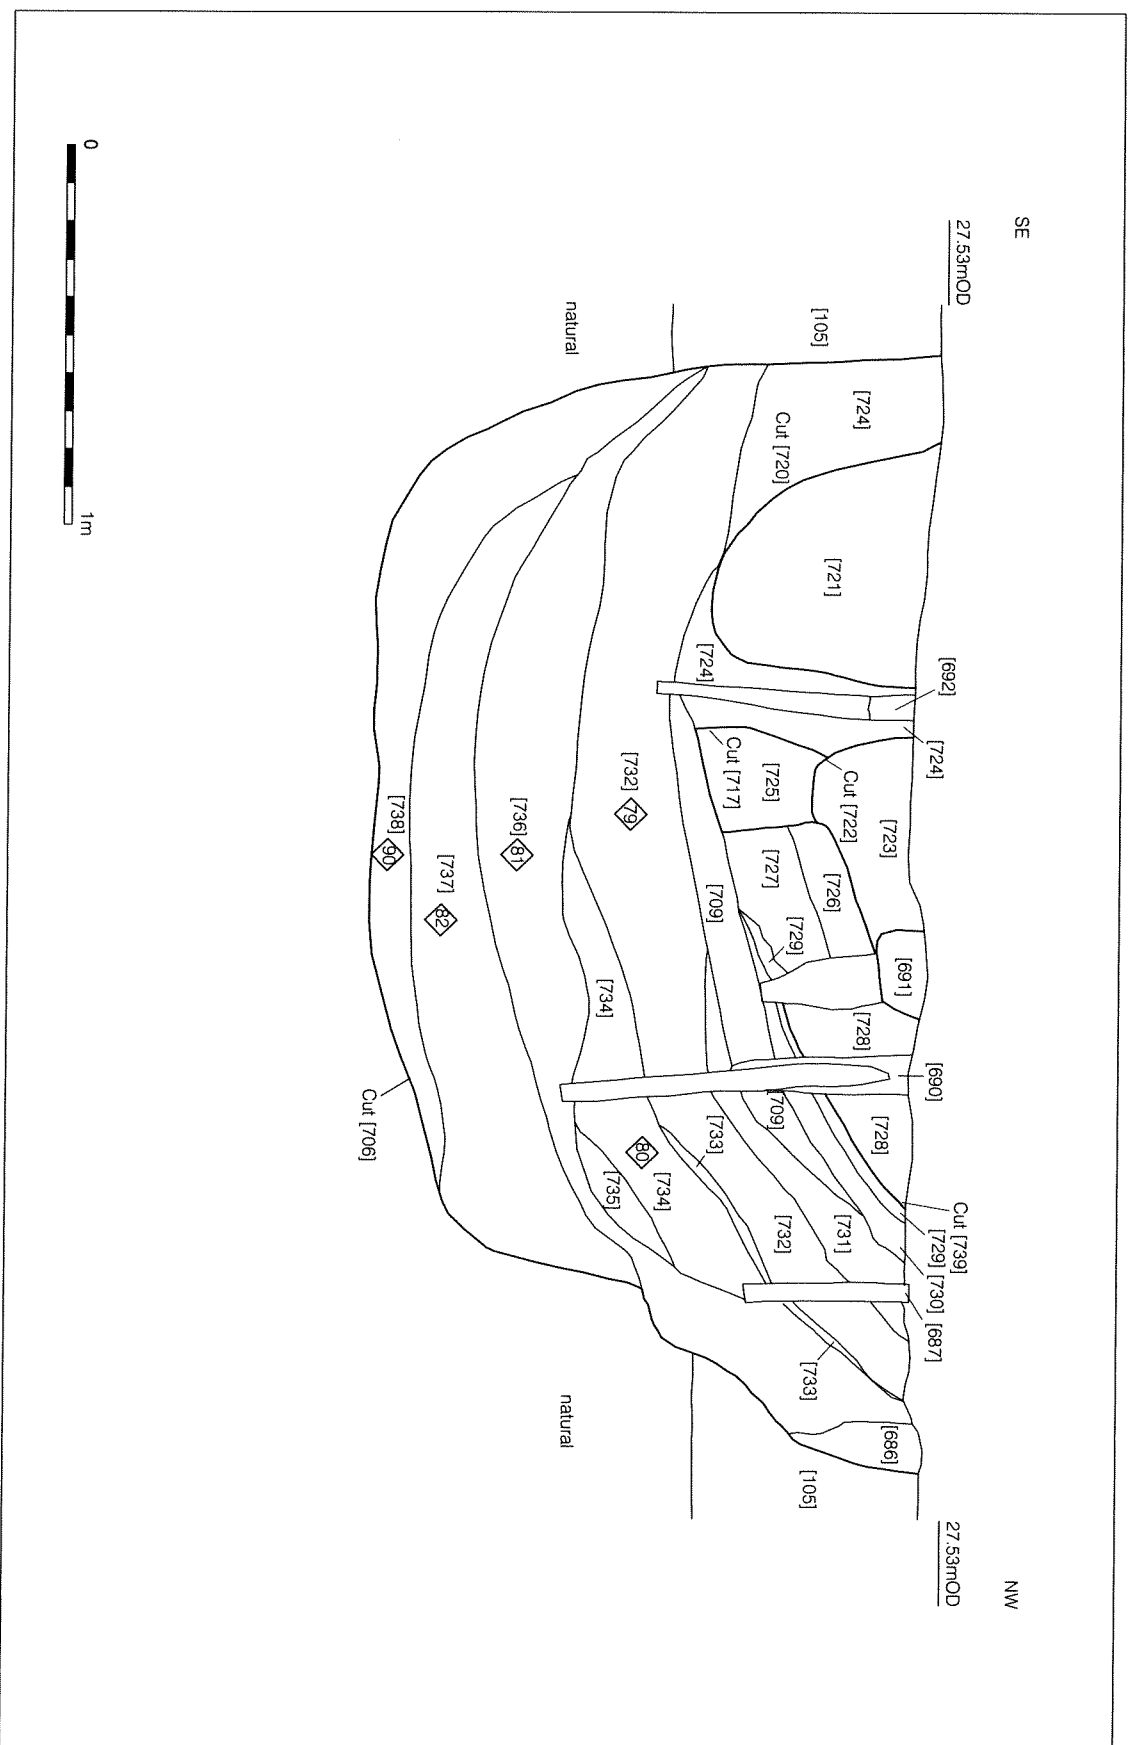 SE
NW
27.53mOD
27.53mOD
[692]
[724]
[690]
Cut [739]
[729]
[730]
[687]
[105]
[724]
Cut [720]
[721]
[724]
Cut [722]
[723]
[691]
[728]
[728]
[686]
[105]
Cut [717]
[725]
[726]
[727]
[729]
[709]
[709]
[731]
[732]
[733]
[733]
natural
[732] 79
[734]
80 [734]
[735]
natural
[736] 81
[737] 82
[738] 90
Cut [706]
0
1m